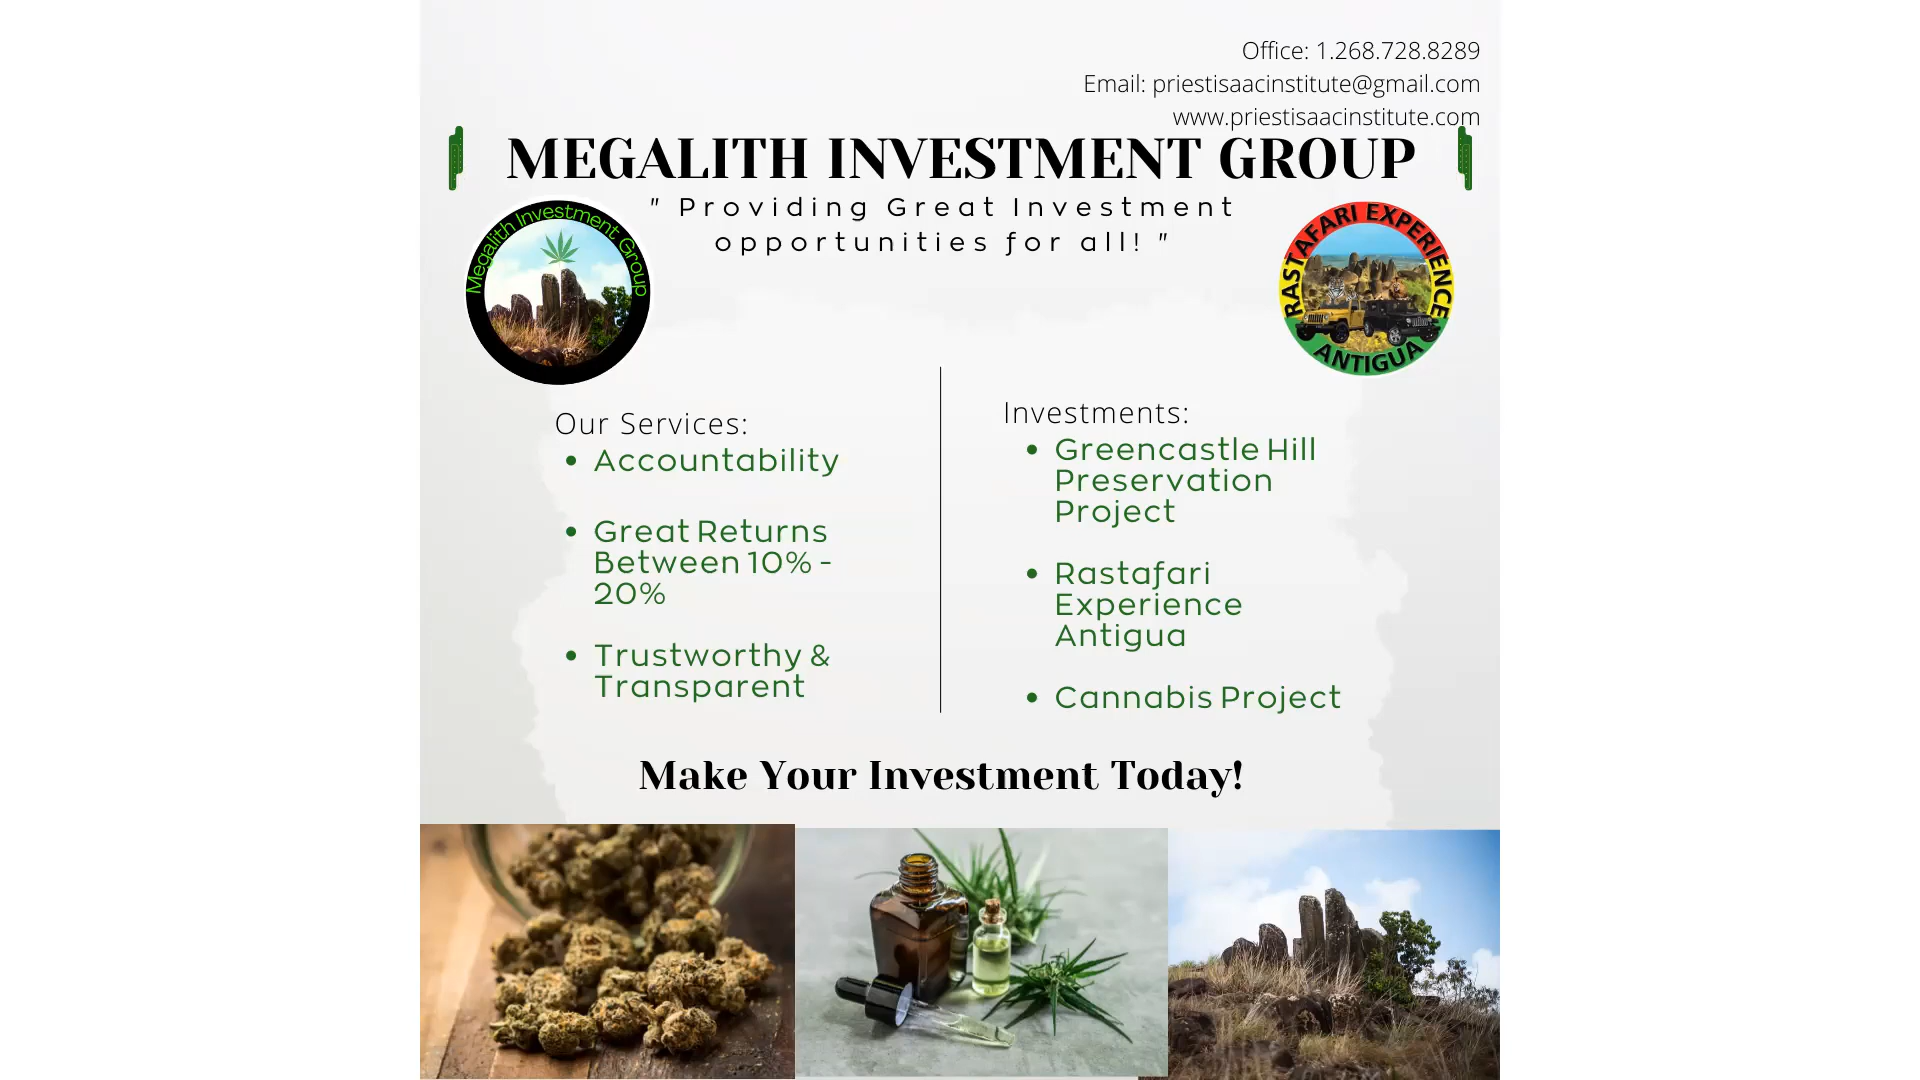 Office: 1.268.728.8289
Email: priestisaacinstitute@gmail.com
www.priestisaacinstitute.com
MEGALITH INVESTMENT GROUP
" Providing Great Investment
opportunities for all! "
Megalith Investment Group
RASTAFARI EXPERIENCE
ANTIGUA
Our Services:
• Accountability
• Great Returns
Between 10% -
20%
• Trustworthy &
Transparent
Investments:
• Greencastle Hill
Preservation
Project
• Rastafari
Experience
Antigua
• Cannabis Project
Make Your Investment Today!